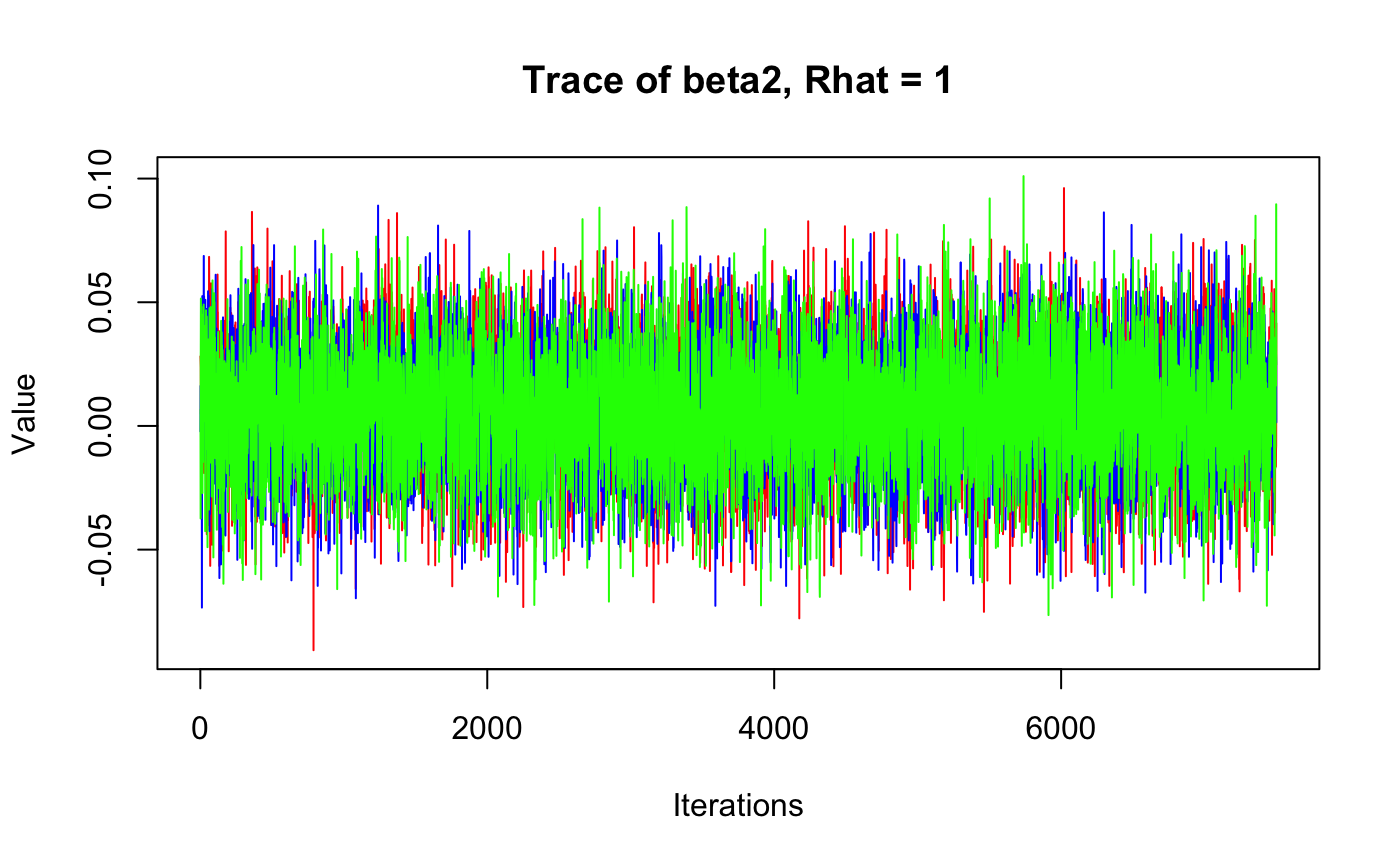 Trace of beta2, Rhat = 1
Value
0.10
0.05
0.00
-0.05
0 2000 4000 6000
Iterations